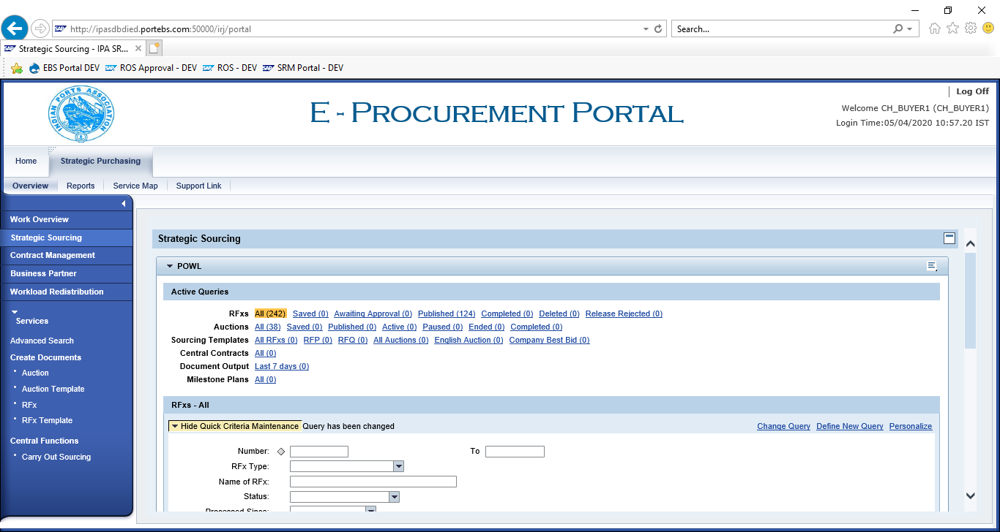 http://ipasdbdied.portebs.com:50000/irj/portal
Search...
Strategic Sourcing - IPA SR...
EBS Portal DEV ROS Approval - DEV ROS - DEV SRM Portal - DEV
INDIAN PORTS ASSOCIATION
E - PROCUREMENT PORTAL
Log Off
Welcome CH_BUYER1 (CH_BUYER1)
Login Time:05/04/2020 10:57.20 IST
Home Strategic Purchasing
Overview Reports Service Map Support Link
Work Overview
Strategic Sourcing
Contract Management
Business Partner
Workload Redistribution
Services
Advanced Search
Create Documents
Auction
Auction Template
RFx
RFx Template
Central Functions
Carry Out Sourcing
Strategic Sourcing
POWL
Active Queries
RFxs All (242) Saved (0) Awaiting Approval (0) Published (124) Completed (0) Deleted (0) Release Rejected (0)
Auctions All (38) Saved (0) Published (0) Active (0) Paused (0) Ended (0) Completed (0)
Sourcing Templates All RFxs (0) RFP (0) RFQ (0) All Auctions (0) English Auction (0) Company Best Bid (0)
Central Contracts All (0)
Document Output Last 7 days (0)
Milestone Plans All (0)
RFxs - All
Hide Quick Criteria Maintenance Query has been changed Change Query Define New Query Personalize
Number: To
RFx Type:
Name of RFx:
Status:
Processed Since: